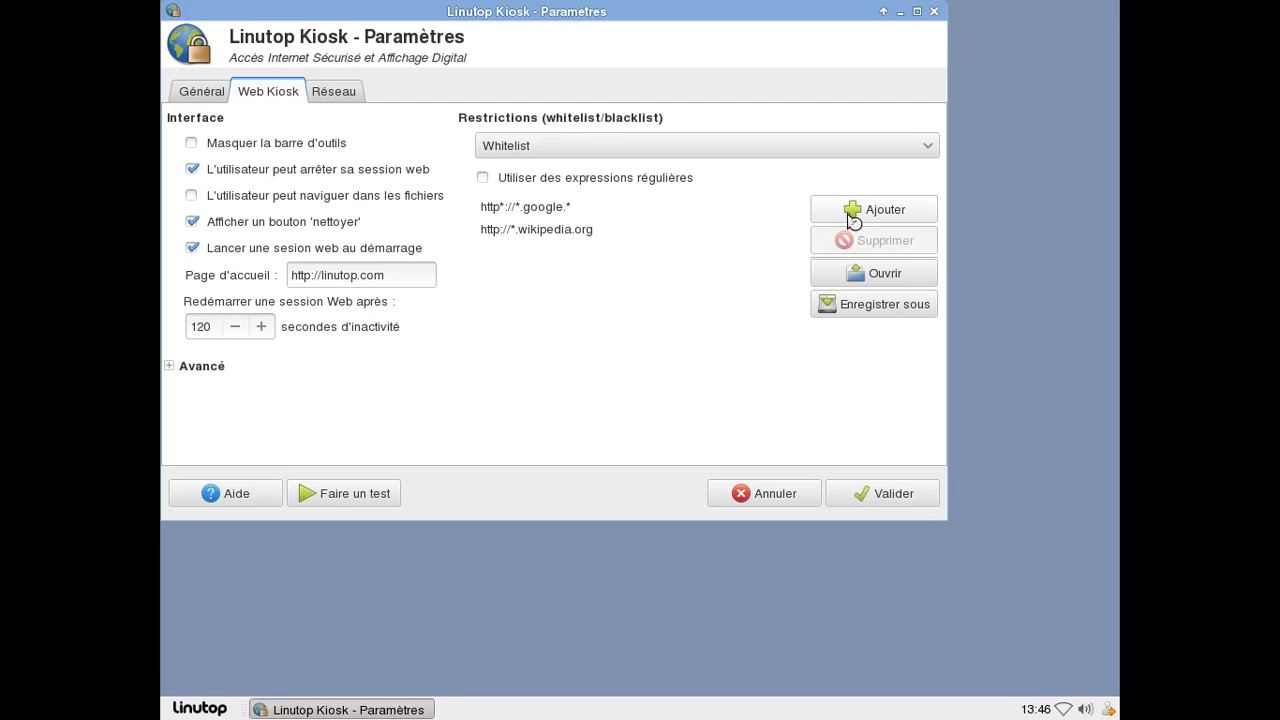 Linutop Kiosk - Paramètres
Linutop Kiosk - Paramètres
Accès Internet Sécurisé et Affichage Digital
Général
Web Kiosk
Réseau
Interface
Masquer la barre d'outils
L'utilisateur peut arrêter sa session web
L'utilisateur peut naviguer dans les fichiers
Afficher un bouton 'nettoyer'
Lancer une sesion web au démarrage
Page d'accueil : http://linutop.com
Redémarrer une session Web après :
120 secondes d'inactivité
Avancé
Restrictions (whitelist/blacklist)
Whitelist
Utiliser des expressions régulières
http*://*.google.*
http://*.wikipedia.org
Ajouter
Supprimer
Ouvrir
Enregistrer sous
Aide
Faire un test
Annuler
Valider
Linutop
Linutop Kiosk - Paramètres
13:46